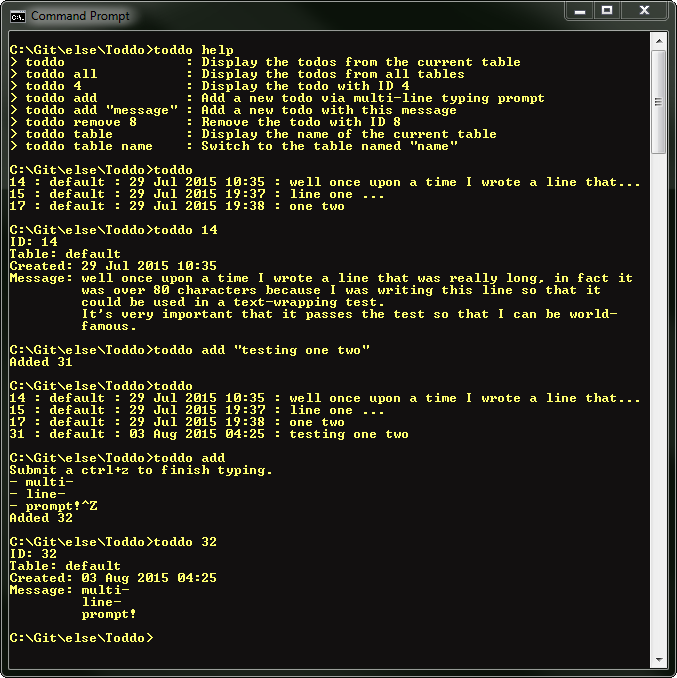 Command Prompt
C:\Git\else\Toddo>toddo help
> toddo               : Display the todos from the current table
> toddo all           : Display the todos from all tables
> toddo 4             : Display the todo with ID 4
> toddo add           : Add a new todo via multi-line typing prompt
> toddo add "message" : Add a new todo with this message
> toddo remove 8      : Remove the todo with ID 8
> toddo table         : Display the name of the current table
> toddo table name    : Switch to the table named "name"
C:\Git\else\Toddo>toddo
14 : default : 29 Jul 2015 10:35 : well once upon a time I wrote a line that...
15 : default : 29 Jul 2015 19:37 : line one ...
17 : default : 29 Jul 2015 19:38 : one two
C:\Git\else\Toddo>toddo 14
ID: 14
Table: default
Created: 29 Jul 2015 10:35
Message: well once upon a time I wrote a line that was really long, in fact it
         was over 80 characters because I was writing this line so that it
         could be used in a text-wrapping test.
         It's very important that it passes the test so that I can be world-
         famous.
C:\Git\else\Toddo>toddo add "testing one two"
Added 31
C:\Git\else\Toddo>toddo
14 : default : 29 Jul 2015 10:35 : well once upon a time I wrote a line that...
15 : default : 29 Jul 2015 19:37 : line one ...
17 : default : 29 Jul 2015 19:38 : one two
31 : default : 03 Aug 2015 04:25 : testing one two
C:\Git\else\Toddo>toddo add
Submit a ctrl+z to finish typing.
- multi-
- line-
- prompt!^Z
Added 32
C:\Git\else\Toddo>toddo 32
ID: 32
Table: default
Created: 03 Aug 2015 04:25
Message: multi-
         line-
         prompt!
C:\Git\else\Toddo>